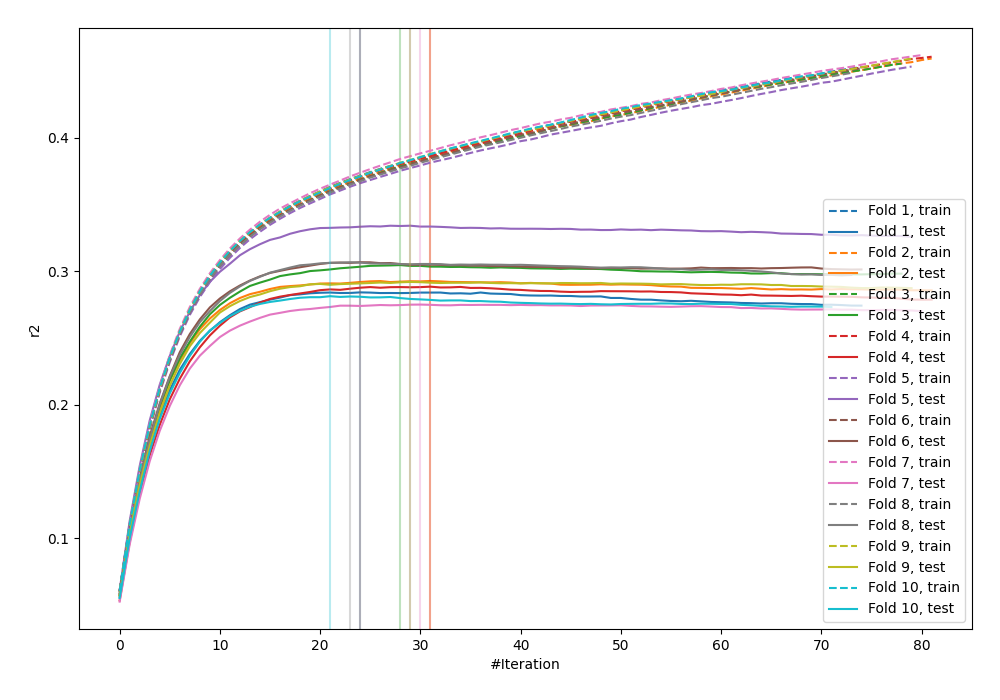 0.4
0.3
0.2
0.1
r2
0 10 20 30 40 50 60 70 80
#Iteration
Fold 1, train
Fold 1, test
Fold 2, train
Fold 2, test
Fold 3, train
Fold 3, test
Fold 4, train
Fold 4, test
Fold 5, train
Fold 5, test
Fold 6, train
Fold 6, test
Fold 7, train
Fold 7, test
Fold 8, train
Fold 8, test
Fold 9, train
Fold 9, test
Fold 10, train
Fold 10, test